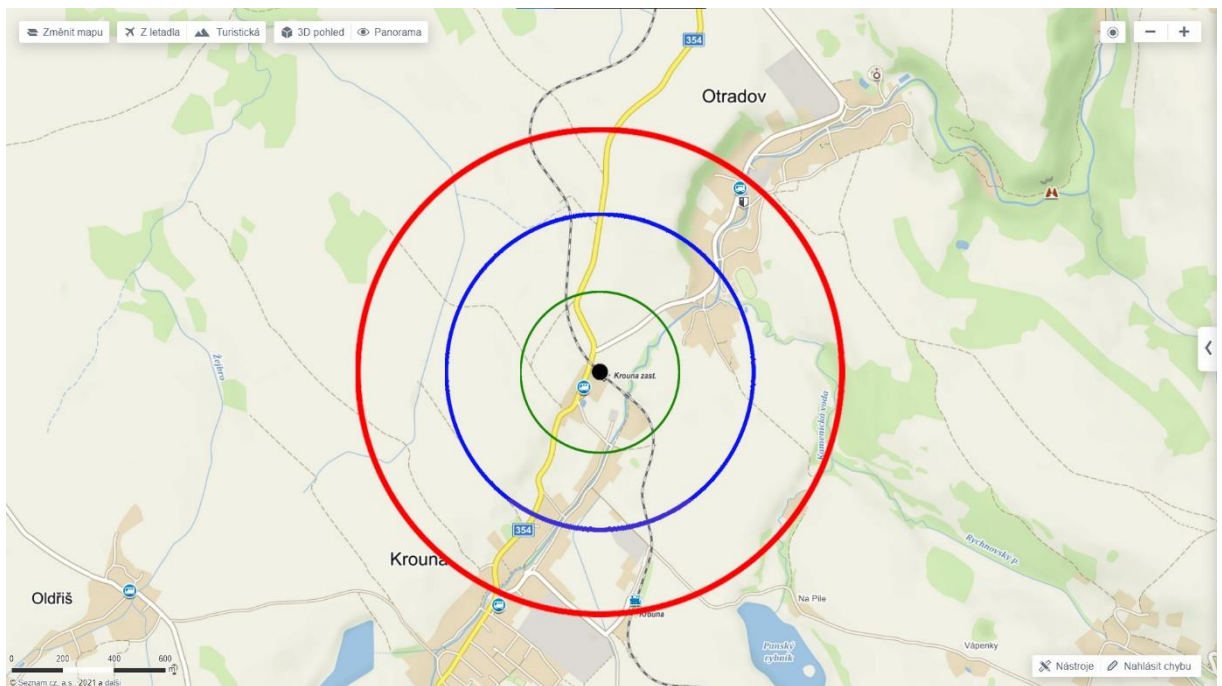 Změnit mapu
Z letadla
Turistická
3D pohled
Panorama
354
Otradov
Žejbro
Krouna zast.
Kamenická voda
354
Krouna
Rychnovský p.
Oldřiš
Na Pile
Krouna
Panský rybník
Vápenky
0 200 400 600
m
© Seznam.cz, a.s., 2021 a další
Nástroje
Nahlásit chybu